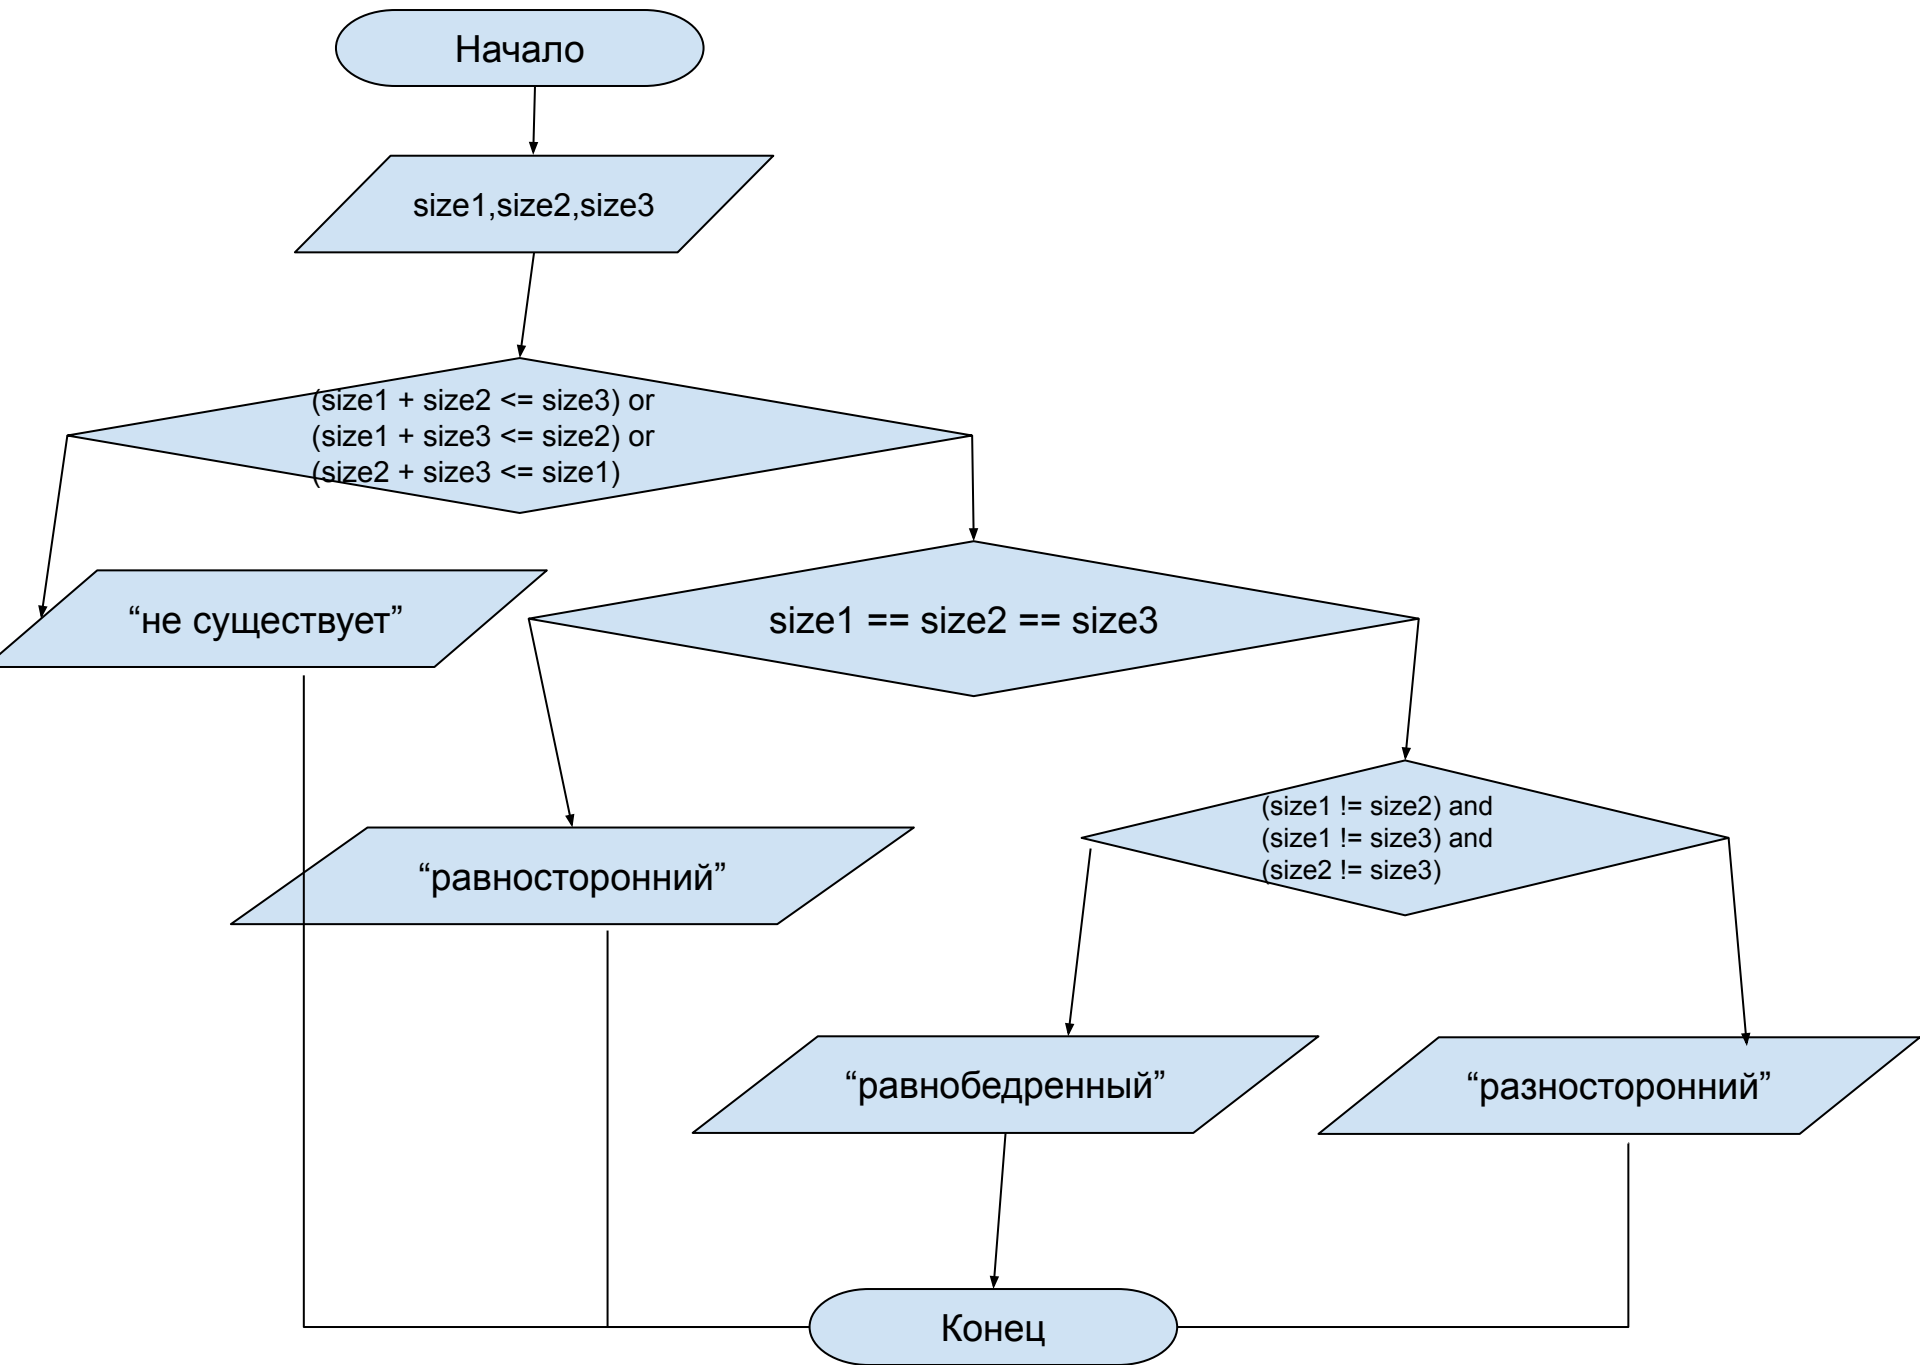 Начало
size1,size2,size3
(size1 + size2 <= size3) or
(size1 + size3 <= size2) or
(size2 + size3 <= size1)
“не существует”
size1 == size2 == size3
(size1 != size2) and
(size1 != size3) and
(size2 != size3)
“равносторонний”
“равнобедренный”
“разносторонний”
Конец